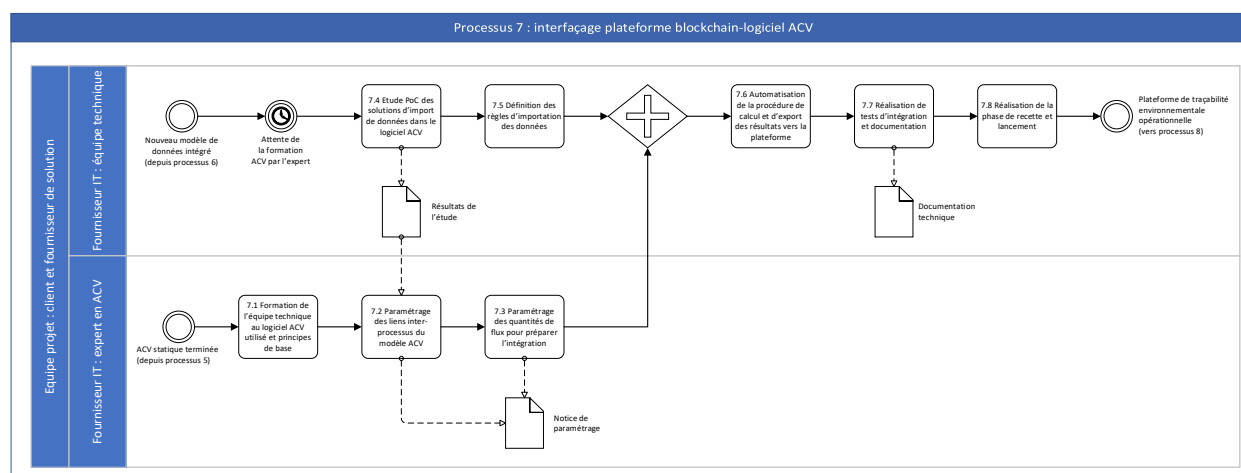 Processus 7 : interfaçage plateforme blockchain-logiciel ACV
Equipe projet : client et fournisseur de solution
Fournisseur IT : équipe technique
Nouveau modèle de
données intégré
(depuis processus 6)
Attente de
la formation
ACV par l'expert
7.4 Etude PoC des
solutions d'import
de données dans le
logiciel ACV
7.5 Définition des
règles d'importation
des données
7.6 Automatisation
de la procédure de
calcul et d'export
des résultats vers la
plateforme
7.7 Réalisation de
tests d'intégration
et documentation
7.8 Réalisation de la
phase de recette et
lancement
Plateforme de traçabilité
environnementale
opérationnelle
(vers processus 8)
Résultats de
l'étude
Documentation
technique
Fournisseur IT : expert en ACV
ACV statique terminée
(depuis processus 5)
7.1 Formation de
l'équipe technique
au logiciel ACV
utilisé et principes
de base
7.2 Paramétrage
des liens inter-
processus du
modèle ACV
7.3 Paramétrage
des quantités de
flux pour préparer
l'intégration
Notice de
paramétrage